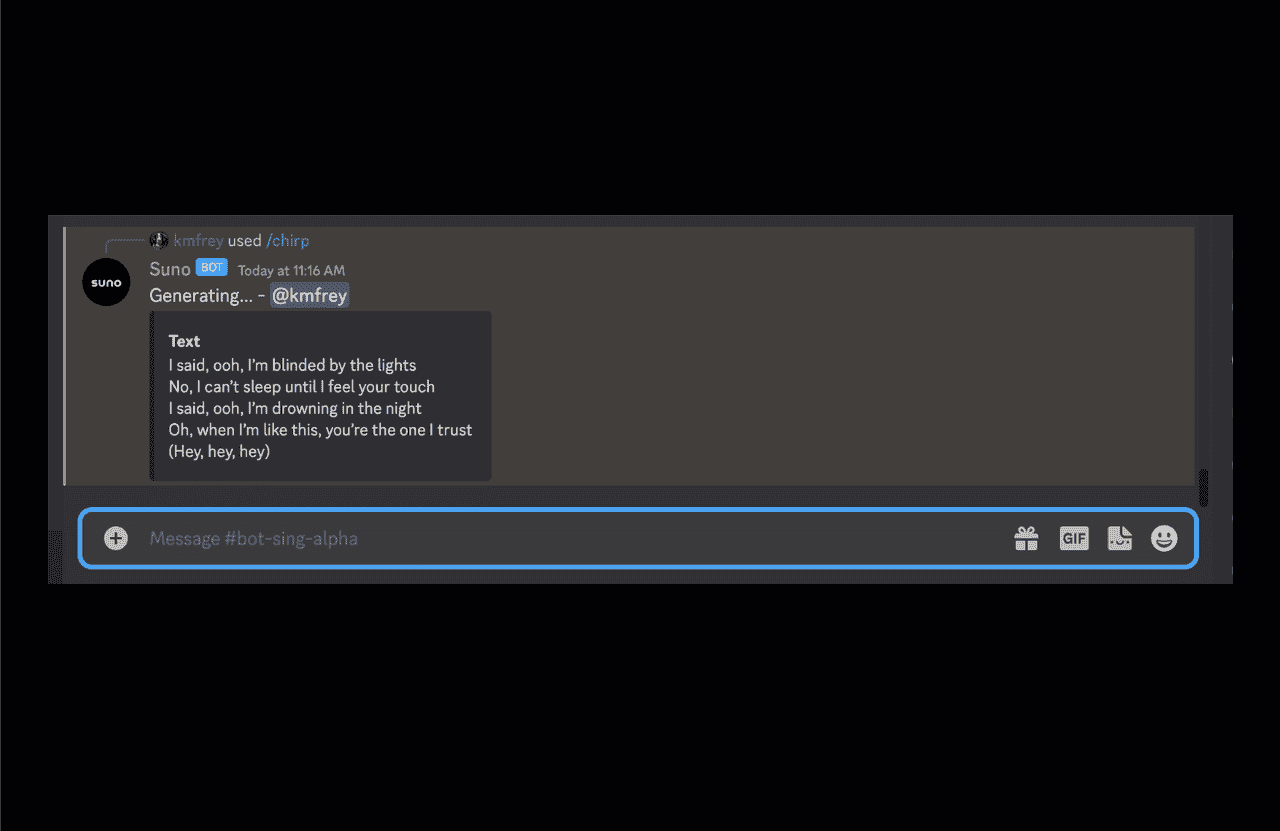 kmfrey used /chirp
suno
Suno BOT Today at 11:16 AM
Generating... - @kmfrey
Text
I said, ooh, I'm blinded by the lights
No, I can't sleep until I feel your touch
I said, ooh, I'm drowning in the night
Oh, when I'm like this, you're the one I trust
(Hey, hey, hey)
Message #bot-sing-alpha
GIF